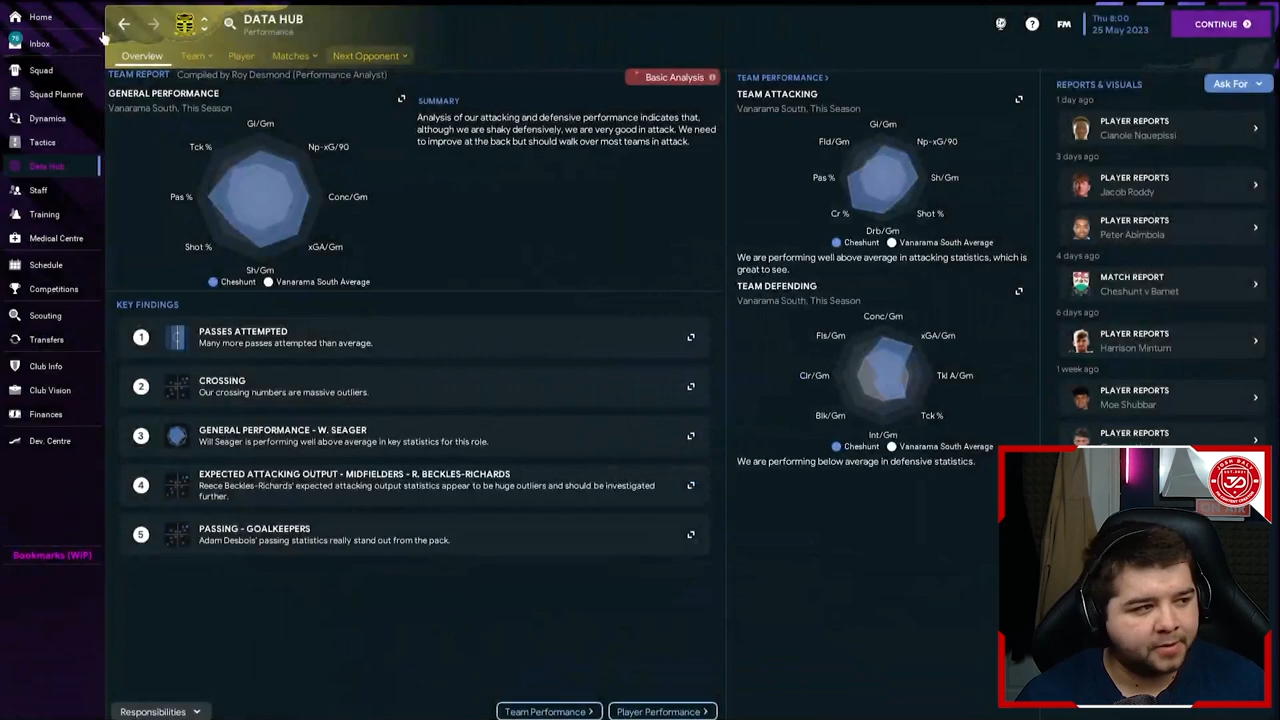 Home
78
Inbox
Squad
Squad Planner
Dynamics
Tactics
Data Hub
Staff
Training
Medical Centre
Schedule
Competitions
Scouting
Transfers
Club Info
Club Vision
Finances
Dev. Centre
Bookmarks (WIP)
DATA HUB
Performance
FM
Thu 8:00
25 May 2023
CONTINUE
Overview
Team
Player
Matches
Next Opponent
TEAM REPORT Compiled by Roy Desmond (Performance Analyst)
Basic Analysis
GENERAL PERFORMANCE
Vanarama South, This Season
Gl/Gm
Tck %
Np-xG/90
Pas %
Conc/Gm
Shot %
xGA/Gm
Sh/Gm
Cheshunt
Vanarama South Average
SUMMARY
Analysis of our attacking and defensive performance indicates that,
although we are shaky defensively, we are very good in attack. We need
to improve at the back but should walk over most teams in attack.
KEY FINDINGS
1
PASSES ATTEMPTED
Many more passes attempted than average.
2
CROSSING
Our crossing numbers are massive outliers.
3
GENERAL PERFORMANCE - W. SEAGER
Will Seager is performing well above average in key statistics for this role.
4
EXPECTED ATTACKING OUTPUT - MIDFIELDERS - R. BECKLES-RICHARDS
Reece Beckles-Richards' expected attacking output statistics appear to be huge outliers and should be investigated
further.
5
PASSING - GOALKEEPERS
Adam Desbois' passing statistics really stand out from the pack.
Responsibilities
Team Performance >
Player Performance >
TEAM PERFORMANCE >
TEAM ATTACKING
Vanarama South, This Season
Gl/Gm
Fld/Gm
Np-xG/90
Pas %
Sh/Gm
Cr %
Shot %
Drb/Gm
Cheshunt
Vanarama South Average
We are performing well above average in attacking statistics, which is
great to see.
TEAM DEFENDING
Vanarama South, This Season
Conc/Gm
Fls/Gm
xGA/Gm
Clr/Gm
Tkl A/Gm
Blk/Gm
Tck %
Int/Gm
Cheshunt
Vanarama South Average
We are performing below average in defensive statistics.
REPORTS & VISUALS
Ask For
1 day ago
PLAYER REPORTS
Cianole Nguepissi
3 days ago
PLAYER REPORTS
Jacob Roddy
PLAYER REPORTS
Peter Abimbola
4 days ago
MATCH REPORT
Cheshunt v Barnet
6 days ago
PLAYER REPORTS
Harrison Minturn
1 week ago
PLAYER REPORTS
Moe Shubbar
PLAYER REPORTS
JOSH DALY
JD
ON AIR